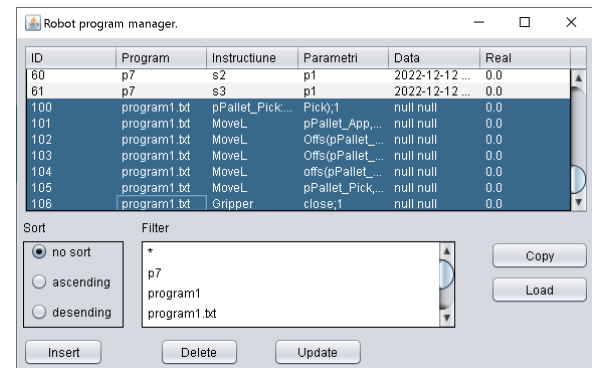 Robot program manager.
ID Program Instructiune Parametri Data Real
60 p7 s2 p1 2022-12-12 ... 0.0
61 p7 s3 p1 2022-12-12 ... 0.0
100 program1.txt pPallet_Pick:... Pick);1 null null 0.0
101 program1.txt MoveL pPallet_App,... null null 0.0
102 program1.txt MoveL Offs(pPallet_... null null 0.0
103 program1.txt MoveL Offs(pPallet_... null null 0.0
104 program1.txt MoveL offs(pPallet_... null null 0.0
105 program1.txt MoveL pPallet_Pick,... null null 0.0
106 program1.txt Gripper close;1 null null 0.0
Sort Filter
no sort
ascending
desending
*
p7
program1
program1.txt
Copy
Load
Insert Delete Update